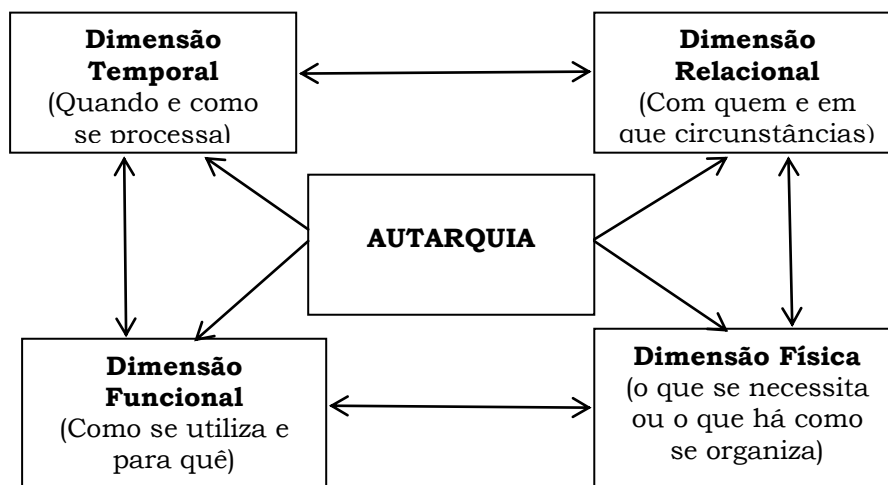 Dimensão
Temporal
(Quando e como
se processa)
Dimensão
Relacional
(Com quem e em
que circunstâncias)
AUTARQUIA
Dimensão
Funcional
(Como se utiliza e
para quê)
Dimensão Física
(o que se necessita
ou o que há como
se organiza)